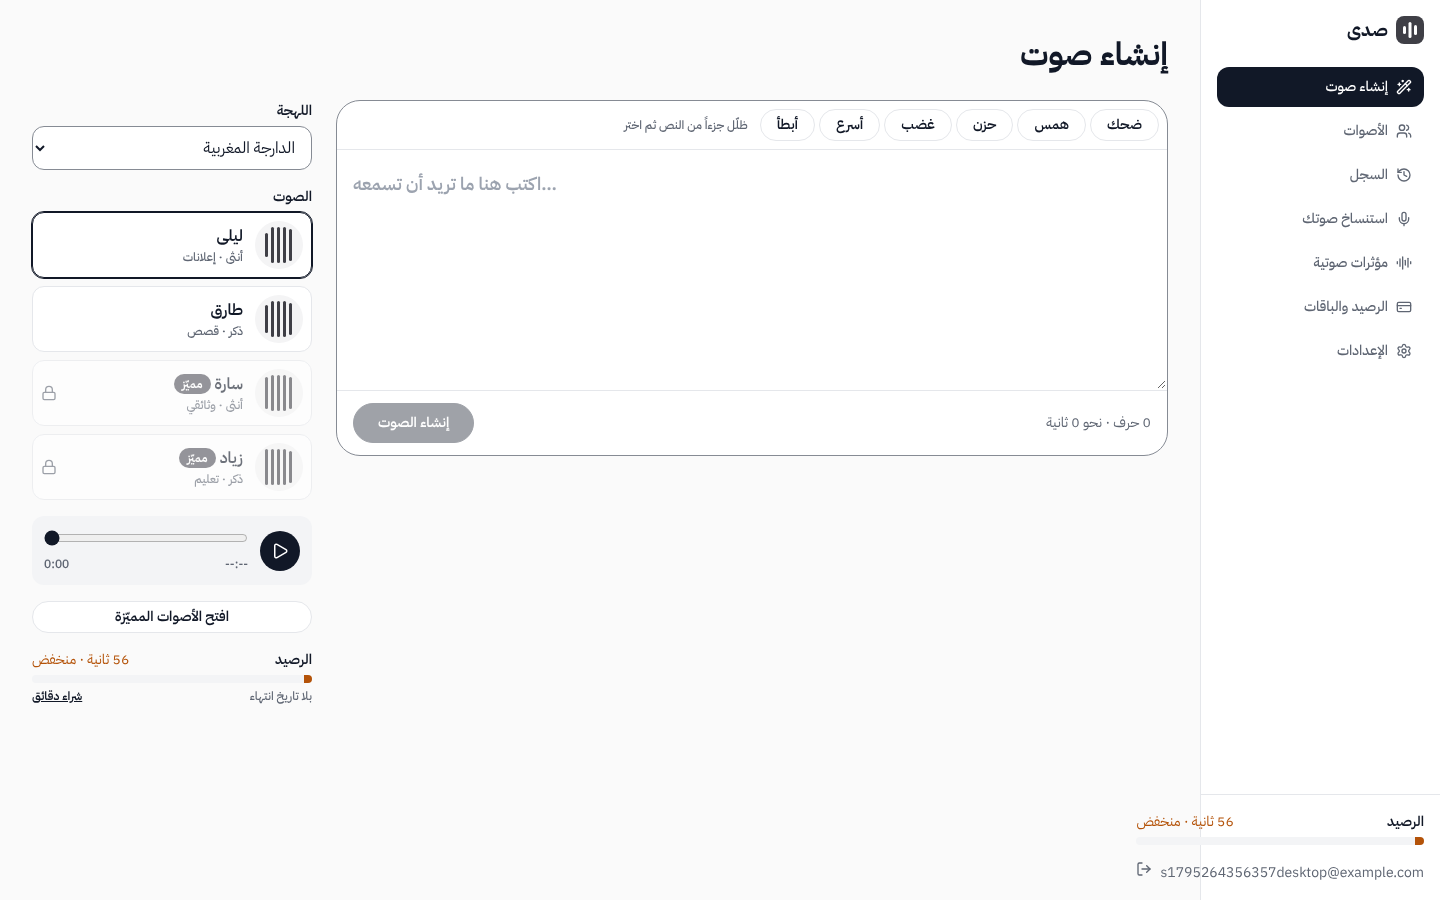 صدى
إنشاء صوت
الأصوات
السجل
استنساخ صوتك
مؤثرات صوتية
الرصيد والباقات
الإعدادات
الرصيد
56 ثانية · منخفض
s1795264356357desktop@example.com
إنشاء صوت
ضحك
همس
حزن
غضب
أسرع
أبطأ
ظلّل جزءاً من النص ثم اختر
اكتب هنا ما تريد أن تسمعه...
0 حرف · نحو 0 ثانية
إنشاء الصوت
اللهجة
الدارجة المغربية
الصوت
ليلى
أنثى · إعلانات
طارق
ذكر · قصص
سارة مميّز
أنثى · وثائقي
زياد مميّز
ذكر · تعليم
--:--
0:00
افتح الأصوات المميّزة
الرصيد
56 ثانية · منخفض
بلا تاريخ انتهاء
شراء دقائق